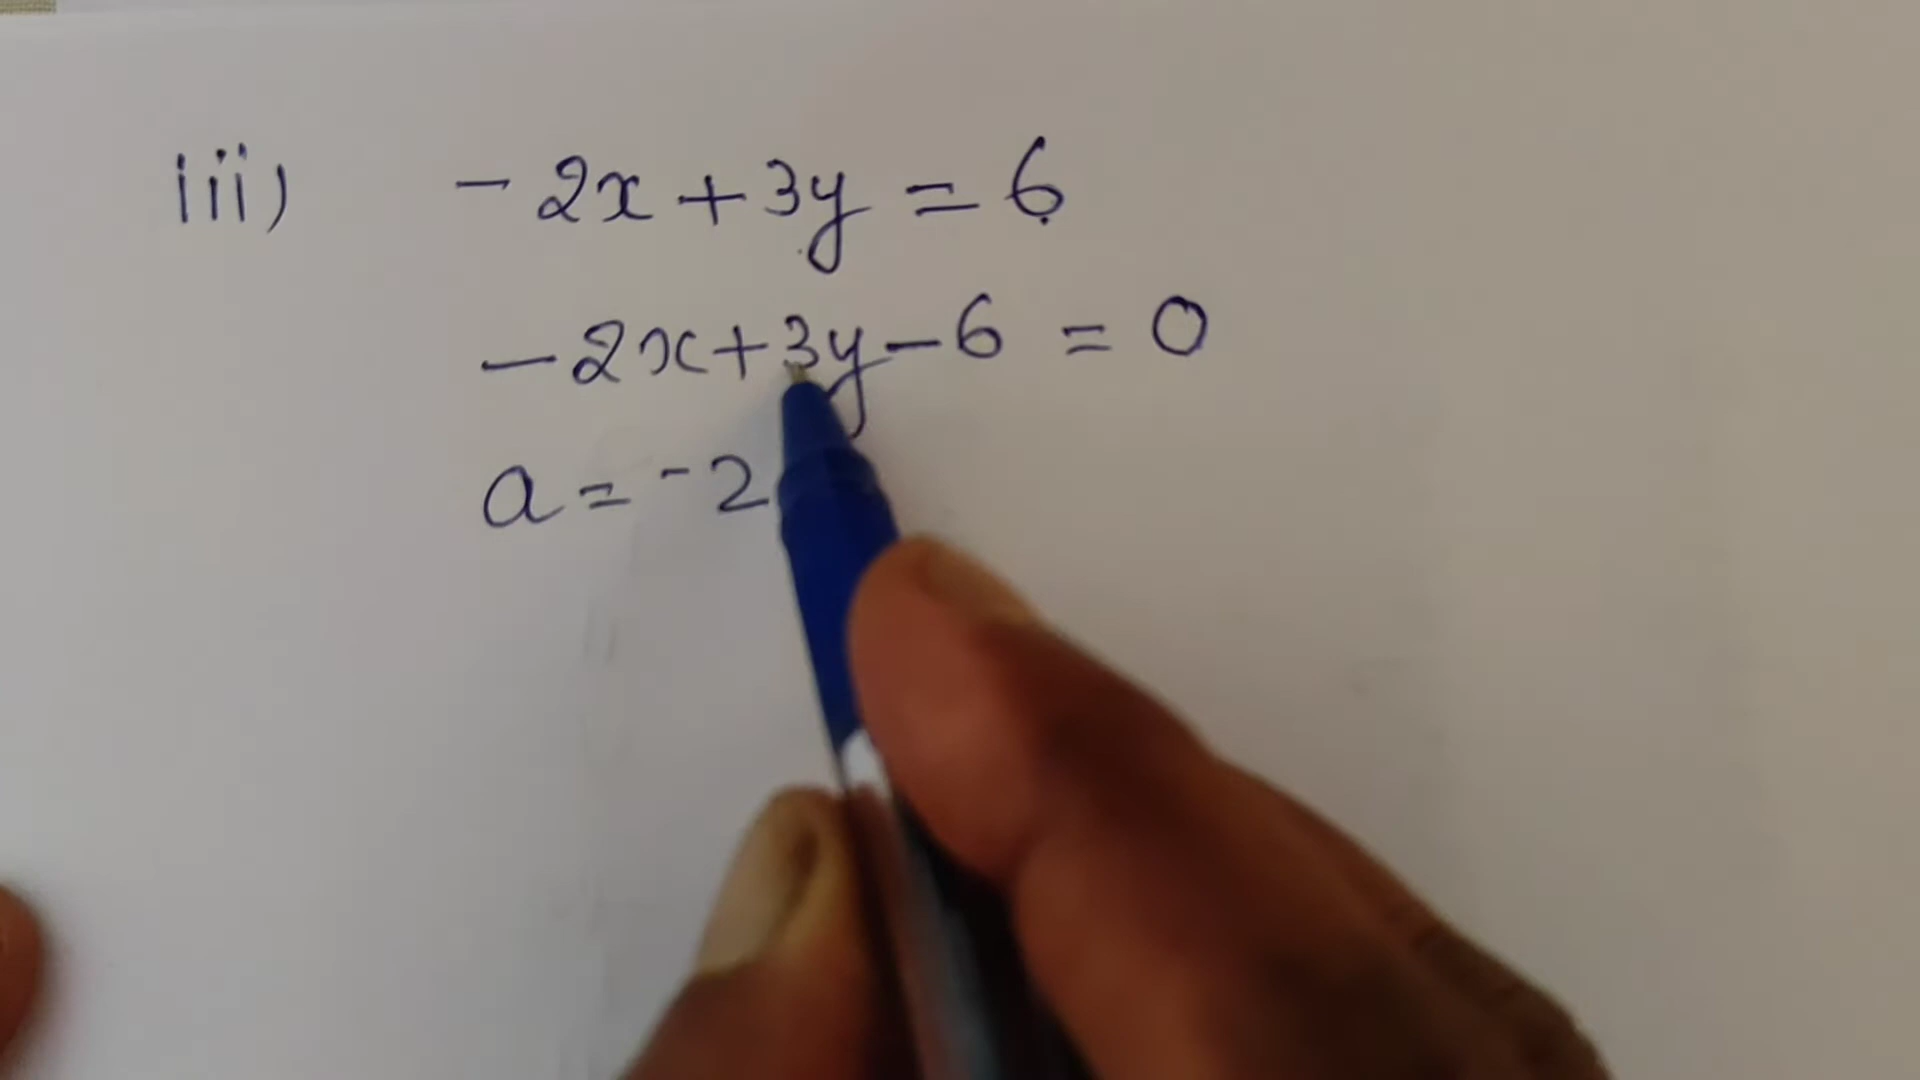 iii) -2x + 3y = 6
-2x + 3y - 6 = 0
a = -2